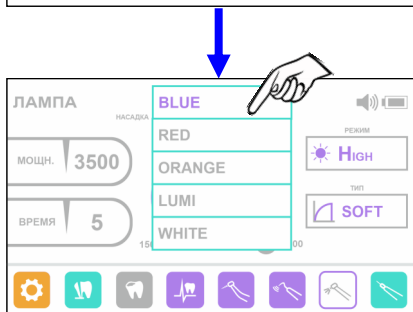 ЛАМПА
НАСАДКА
BLUE
RED
ORANGE
LUMI
WHITE
РЕЖИМ
HIGH
ТИП
SOFT
МОЩН. 3500
ВРЕМЯ 5
150
00